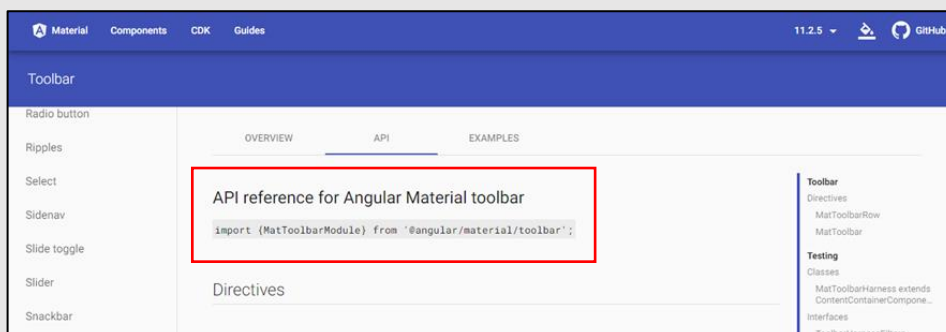 Material Components CDK Guides 11.2.5 GitHub
Toolbar
Radio button
Ripples
Select
Sidenav
Slide toggle
Slider
Snackbar
OVERVIEW API EXAMPLES
API reference for Angular Material toolbar
import {MatToolbarModule} from '@angular/material/toolbar';
Directives
Toolbar
Directives
MatToolbarRow
MatToolbar
Testing
Classes
MatToolbarHarness extends
ContentContainerCompone...
Interfaces